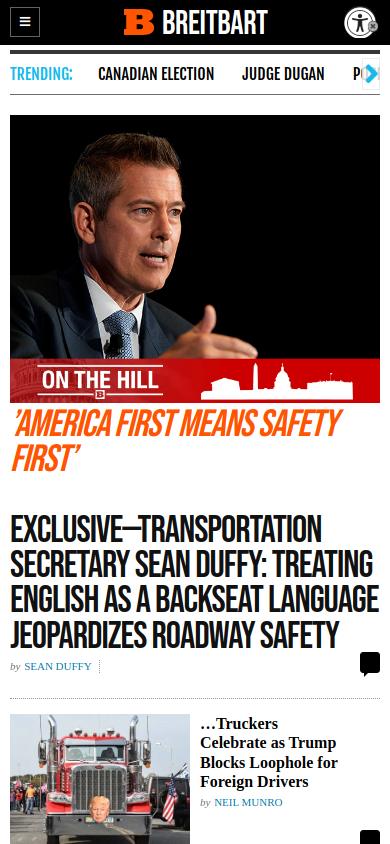 BREITBART
TRENDING:
CANADIAN ELECTION
JUDGE DUGAN
ON THE HILL
B
'AMERICA FIRST MEANS SAFETY
FIRST'
EXCLUSIVE—TRANSPORTATION
SECRETARY SEAN DUFFY: TREATING
ENGLISH AS A BACKSEAT LANGUAGE
JEOPARDIZES ROADWAY SAFETY
by SEAN DUFFY
…Truckers
Celebrate as Trump
Blocks Loophole for
Foreign Drivers
by NEIL MUNRO